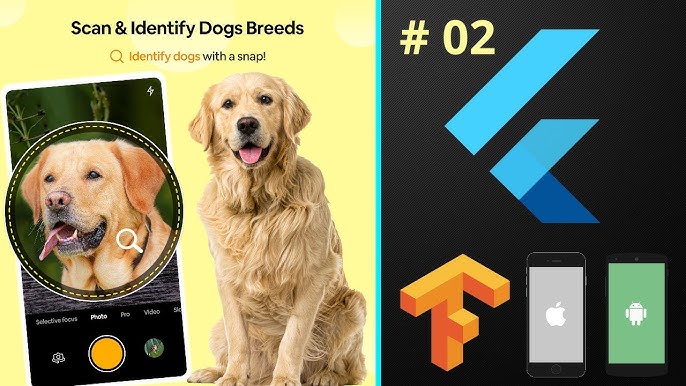 Scan & Identify Dogs Breeds
Identify dogs with a snap!
Selective focus Photo Pro Video
# 02